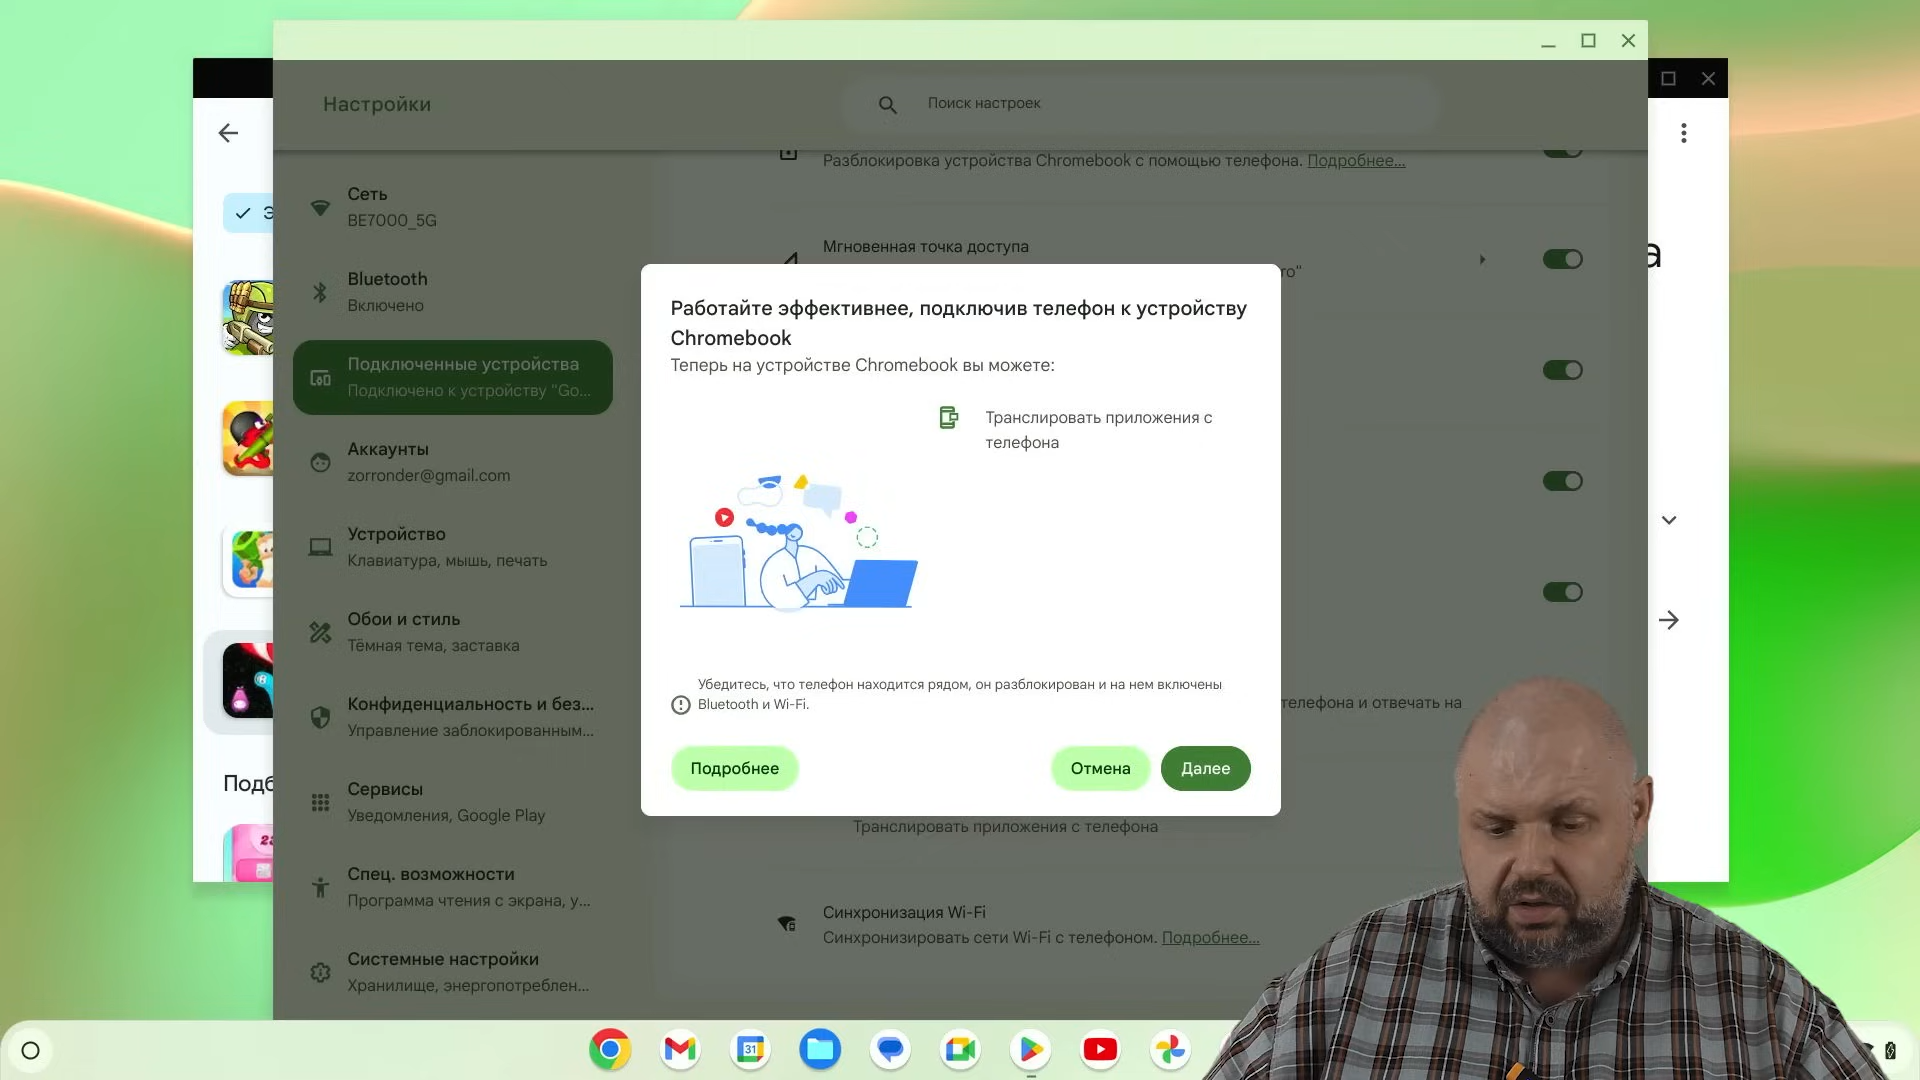 Настройки
Поиск настроек
Разблокировка устройства Chromebook с помощью телефона. Подробнее...
Сеть
BE7000_5G
Мгновенная точка доступа
го"
Bluetooth
Включено
Работайте эффективнее, подключив телефон к устройству
Chromebook
Теперь на устройстве Chromebook вы можете:
Подключенные устройства
Подключено к устройству "Go...
Транслировать приложения с
телефона
Аккаунты
zorronder@gmail.com
Устройство
Клавиатура, мышь, печать
Обои и стиль
Тёмная тема, заставка
Убедитесь, что телефон находится рядом, он разблокирован и на нем включены
Bluetooth и Wi-Fi.
Конфиденциальность и без...
Управление заблокированным...
телефона и отвечать на
Подробнее
Отмена
Далее
Подб
Сервисы
Уведомления, Google Play
Транслировать приложения с телефона
Спец. возможности
Программа чтения с экрана, у...
Синхронизация Wi-Fi
Синхронизировать сети Wi-Fi с телефоном. Подробнее...
Системные настройки
Хранилище, энергопотреблен...
31